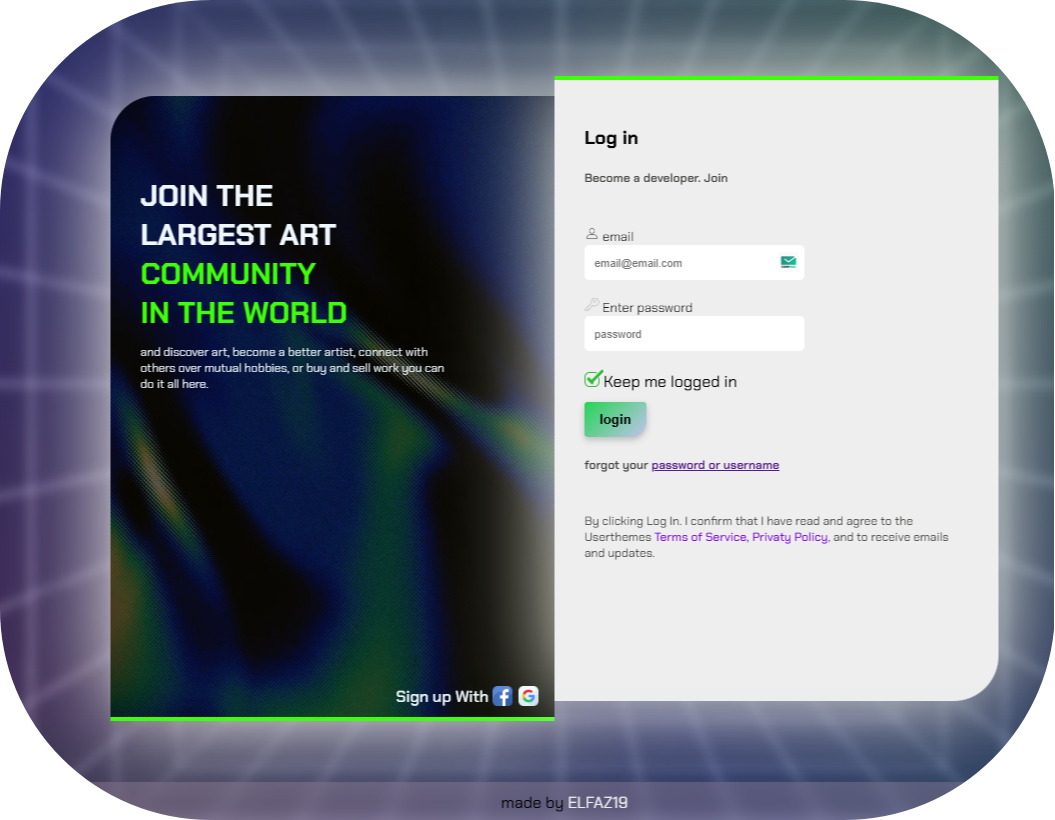 JOIN THE
LARGEST ART
COMMUNITY
IN THE WORLD
and discover art, become a better artist, connect with
others over mutual hobbies, or buy and sell work you can
do it all here.
Sign up With
Log in
Become a developer. Join
email
email@email.com
Enter password
password
Keep me logged in
login
forgot your password or username
By clicking Log In. I confirm that I have read and agree to the
Userthemes Terms of Service, Privaty Policy, and to receive emails
and updates.
made by ELFAZ19